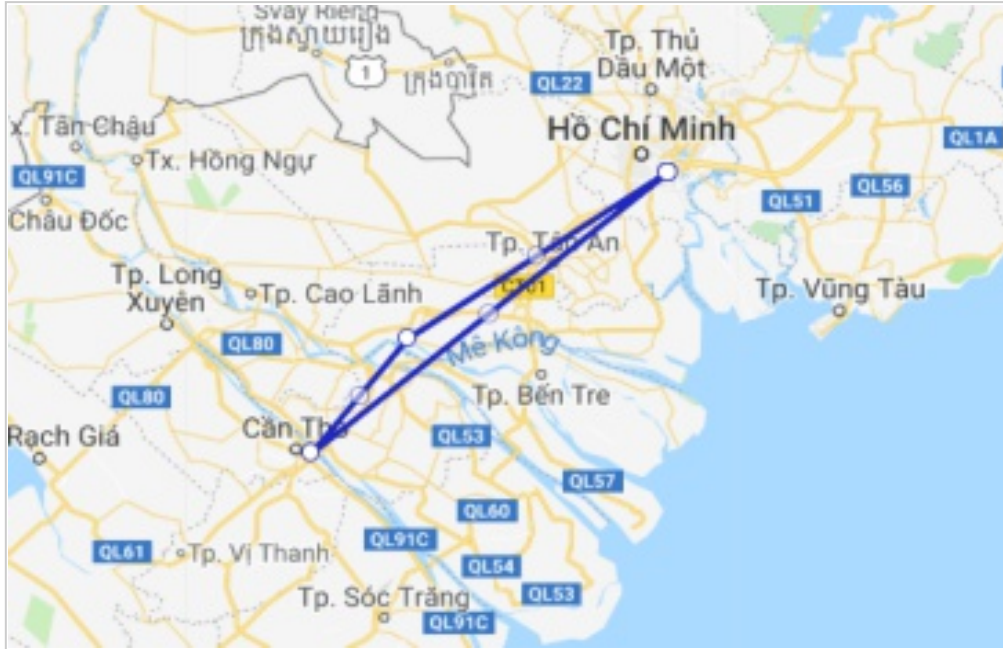 Svay Rieng
ក្រុងស្វាយរៀង
1
ក្រុងបាវិត
QL22
Tp. Thủ
Dầu Một
Hồ Chí Minh
QL1A
x. Tân Châu
Tx. Hồng Ngự
QL91C
Châu Đốc
QL51
QL56
Tp. Tân An
Tp. Long
Xuyên
Tp. Cao Lãnh
CT01
Tp. Vũng Tàu
QL80
Mê Kông
QL80
Tp. Bến Tre
Rạch Giá
Cần Thơ
QL53
QL57
QL60
QL61
Tp. Vị Thanh
QL91C
QL54
QL53
Tp. Sóc Trăng
QL91C